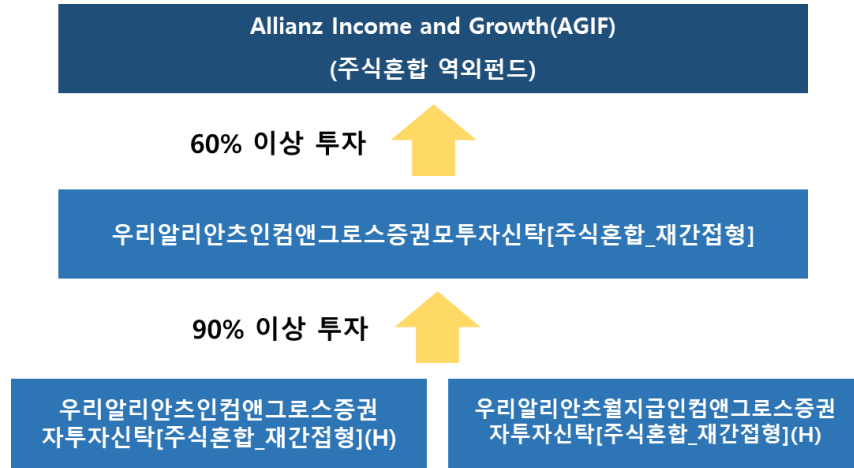 Allianz Income and Growth(AGIF)
(주식혼합 역외펀드)
60% 이상 투자
우리알리안츠인컴앤그로스증권모투자신탁[주식혼합_재간접형]
90% 이상 투자
우리알리안츠인컴앤그로스증권
자투자신탁[주식혼합_재간접형](H)
우리알리안츠월지급인컴앤그로스증권
자투자신탁[주식혼합_재간접형](H)